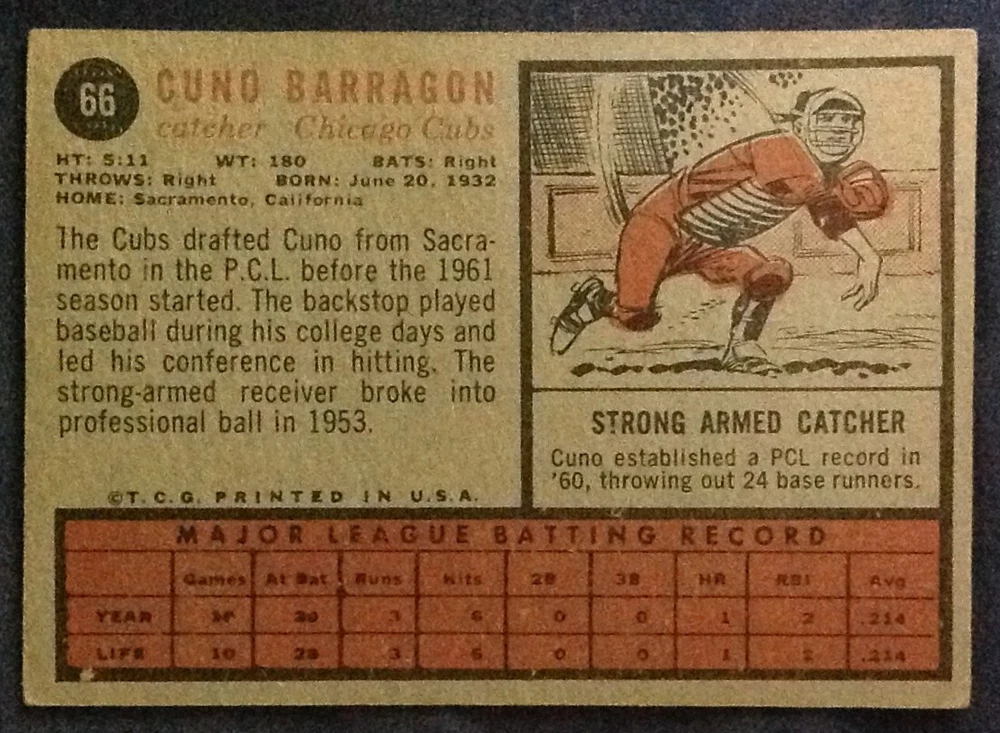 66
CUNO BARRAGON
catcher Chicago Cubs
HT: 5:11 WT: 180 BATS: Right
THROWS: Right BORN: June 20, 1932
HOME: Sacramento, California
The Cubs drafted Cuno from Sacra-
mento in the P.C.L. before the 1961
season started. The backstop played
baseball during his college days and
led his conference in hitting. The
strong-armed receiver broke into
professional ball in 1953.
©T.C.G. PRINTED IN U.S.A.
STRONG ARMED CATCHER
Cuno established a PCL record in
'60, throwing out 24 base runners.
MAJOR LEAGUE BATTING RECORD
Games At Bat Runs Hits 2B 3B HR RBI Avg
YEAR 3 6 0 0 1 2 .214
LIFE 10 28 3 6 0 0 1 2 .214